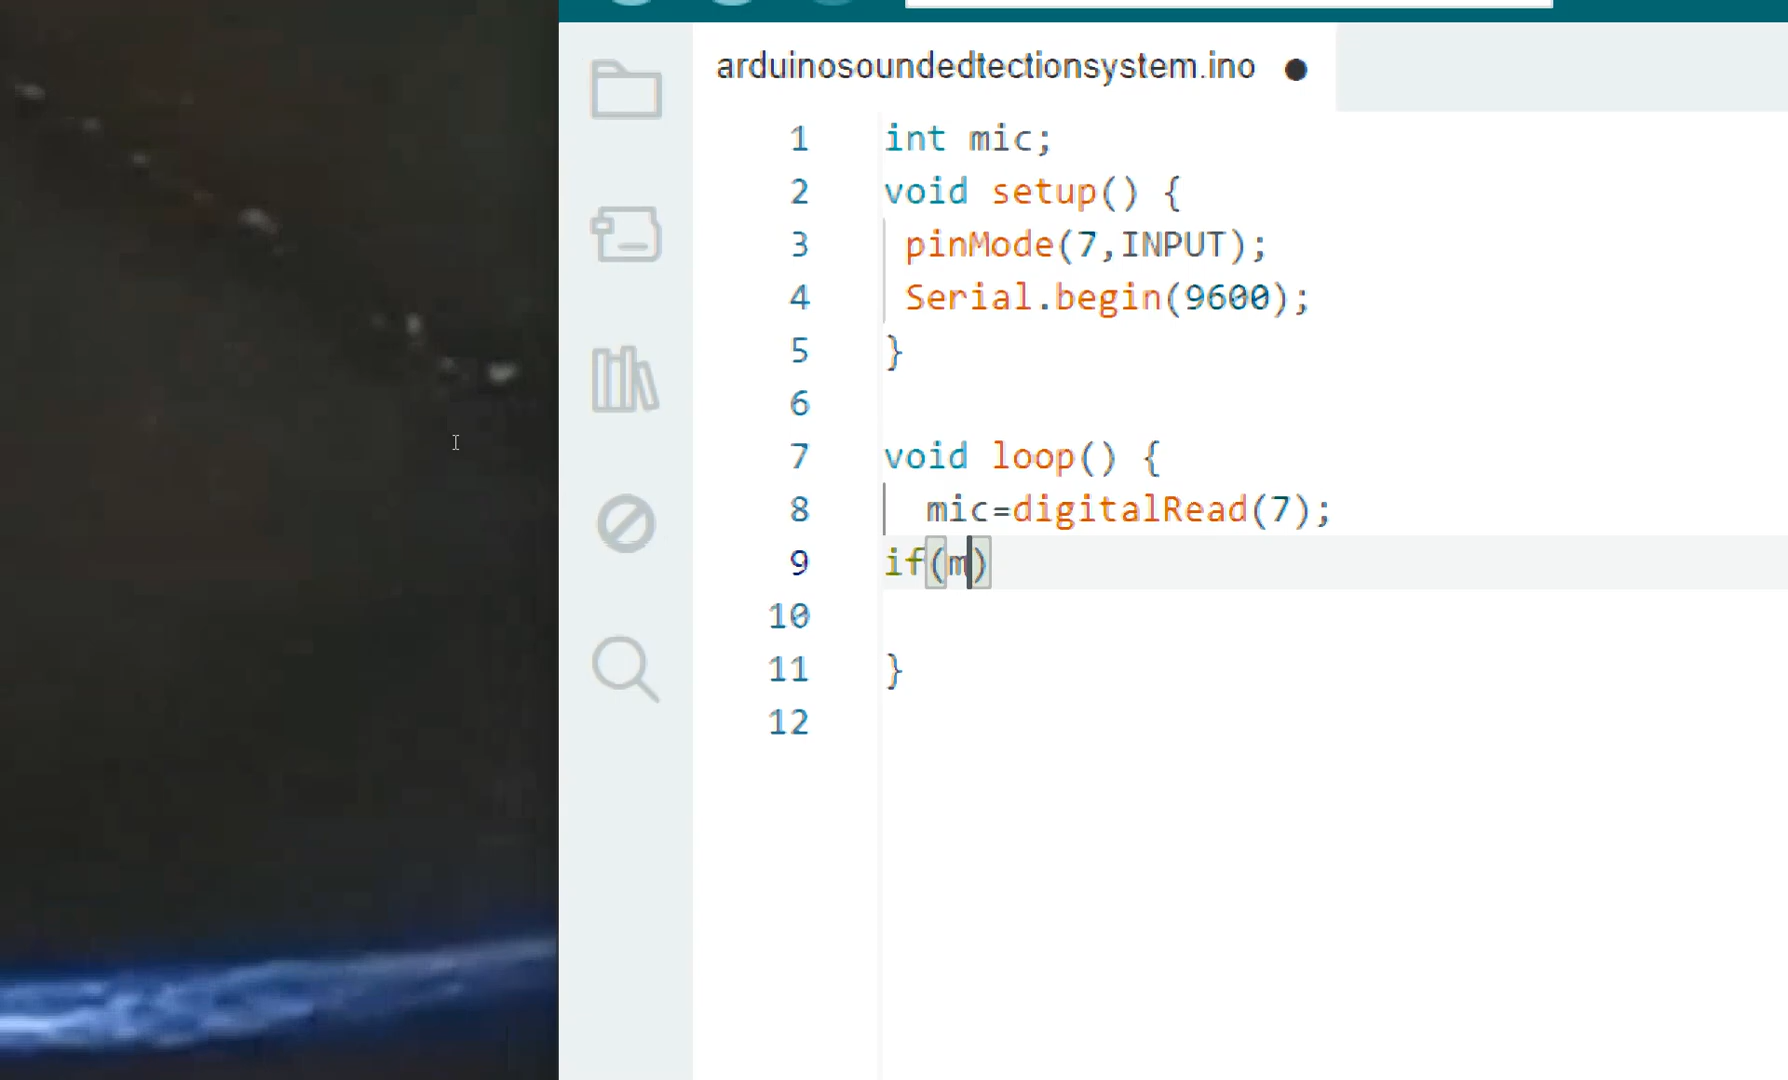 arduinosoundedtectionsystem.ino
1 int mic;
2 void setup() {
3 pinMode(7,INPUT);
4 Serial.begin(9600);
5 }
6
7 void loop() {
8 mic=digitalRead(7);
9 if(m)
10
11 }
12